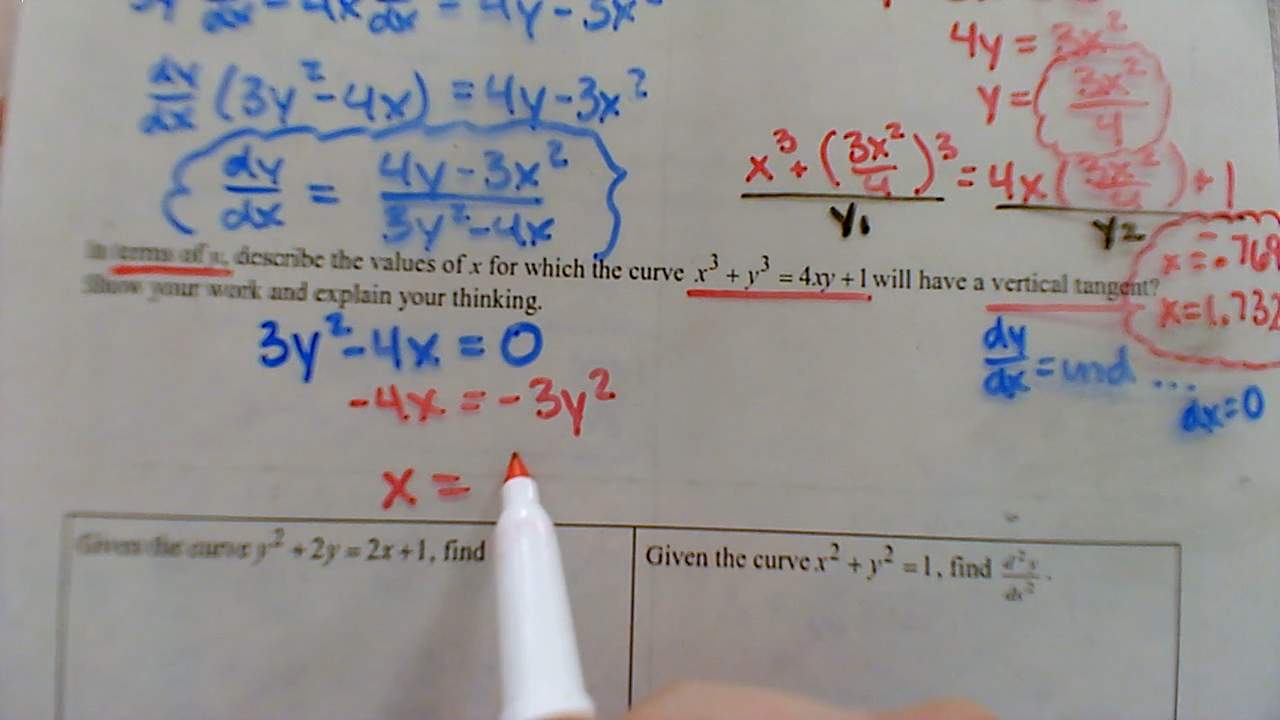 4y = 3x²
dy/dx (3y² - 4x) = 4y - 3x²
y = 3x²/4
dy/dx = (4y - 3x²)/(3y² - 4x)
x³ + (3x²/4)³ = 4x(3x²/4) + 1
y₁ y₂
In terms of y, describe the values of x for which the curve x³ + y³ = 4xy + 1 will have a vertical tangent?
Show your work and explain your thinking.
x = .769
x = 1.732
3y² - 4x = 0
dy/dx = und ...
dx = 0
-4x = -3y²
x =
Given the curve y² + 2y = 2x + 1, find
Given the curve x² + y² = 1, find d²y/dx².